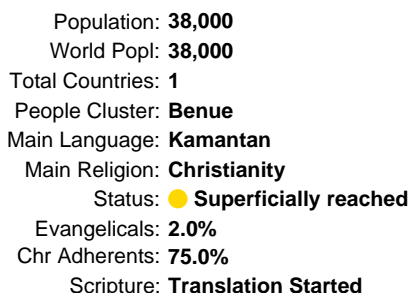 Population: 38,000
World Popl: 38,000
Total Countries: 1
People Cluster: Benue
Main Language: Kamantan
Main Religion: Christianity
Status: Superficially reached
Evangelicals: 2.0%
Chr Adherents: 75.0%
Scripture: Translation Started